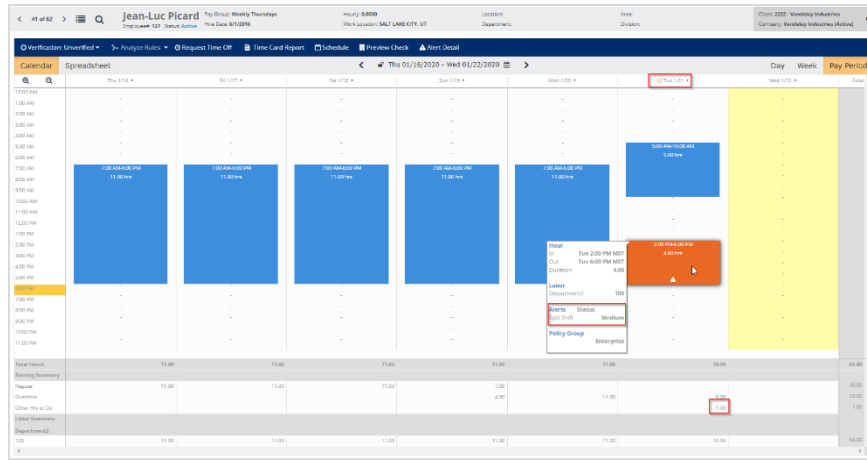 41 of 62
Jean-Luc Picard
Pay Group: Weekly Thursdays
Hourly: 0.0000
Location:
Area:
Client: 2222 - Vandelay Industries
Employee#: 127 Status: Active Hire Date: 6/1/2016
Work Location: SALT LAKE CITY, UT
Department:
Division:
Company: Vandelay Industries (Active)
Verification: Unverified Analyze Rules Request Time Off Time Card Report Schedule Preview Check Alert Detail
Calendar Spreadsheet Thu 01/16/2020 - Wed 01/22/2020 Day Week Pay Period
Thu 1/16 Fri 1/17 Sat 1/18 Sun 1/19 Mon 1/20 Tue 1/21 Wed 1/22 Total
12:00 AM
1:00 AM
2:00 AM
3:00 AM
4:00 AM
5:00 AM 5:00 AM-10:00 AM
5.00 hrs
6:00 AM
7:00 AM 7:00 AM-6:00 PM 7:00 AM-6:00 PM 7:00 AM-6:00 PM 7:00 AM-6:00 PM 7:00 AM-6:00 PM
8:00 AM 11.00 hrs 11.00 hrs 11.00 hrs 11.00 hrs 11.00 hrs
9:00 AM
10:00 AM
11:00 AM
12:00 PM
1:00 PM
2:00 PM 2:00 PM-6:00 PM
4.00 hrs
3:00 PM
4:00 PM
5:00 PM
6:00 PM
7:00 PM
8:00 PM
9:00 PM
10:00 PM
11:00 PM
Hour
In Tue 2:00 PM MST
Out Tue 6:00 PM MST
Duration 4.00
Labor
Department2 100
Alerts Status
Split Shift Medium
Policy Group
Enterprise
Total Hours 11.00 11.00 11.00 11.00 11.00 10.00
Earning Summary
Regular 11.00 11.00 11.00 7.00 40.00
Overtime 4.00 11.00 9.00 24.00
Other Hrs or Dls 1.00 1.00
Labor Summary
Department2
100 11.00 11.00 11.00 11.00 11.00 10.00